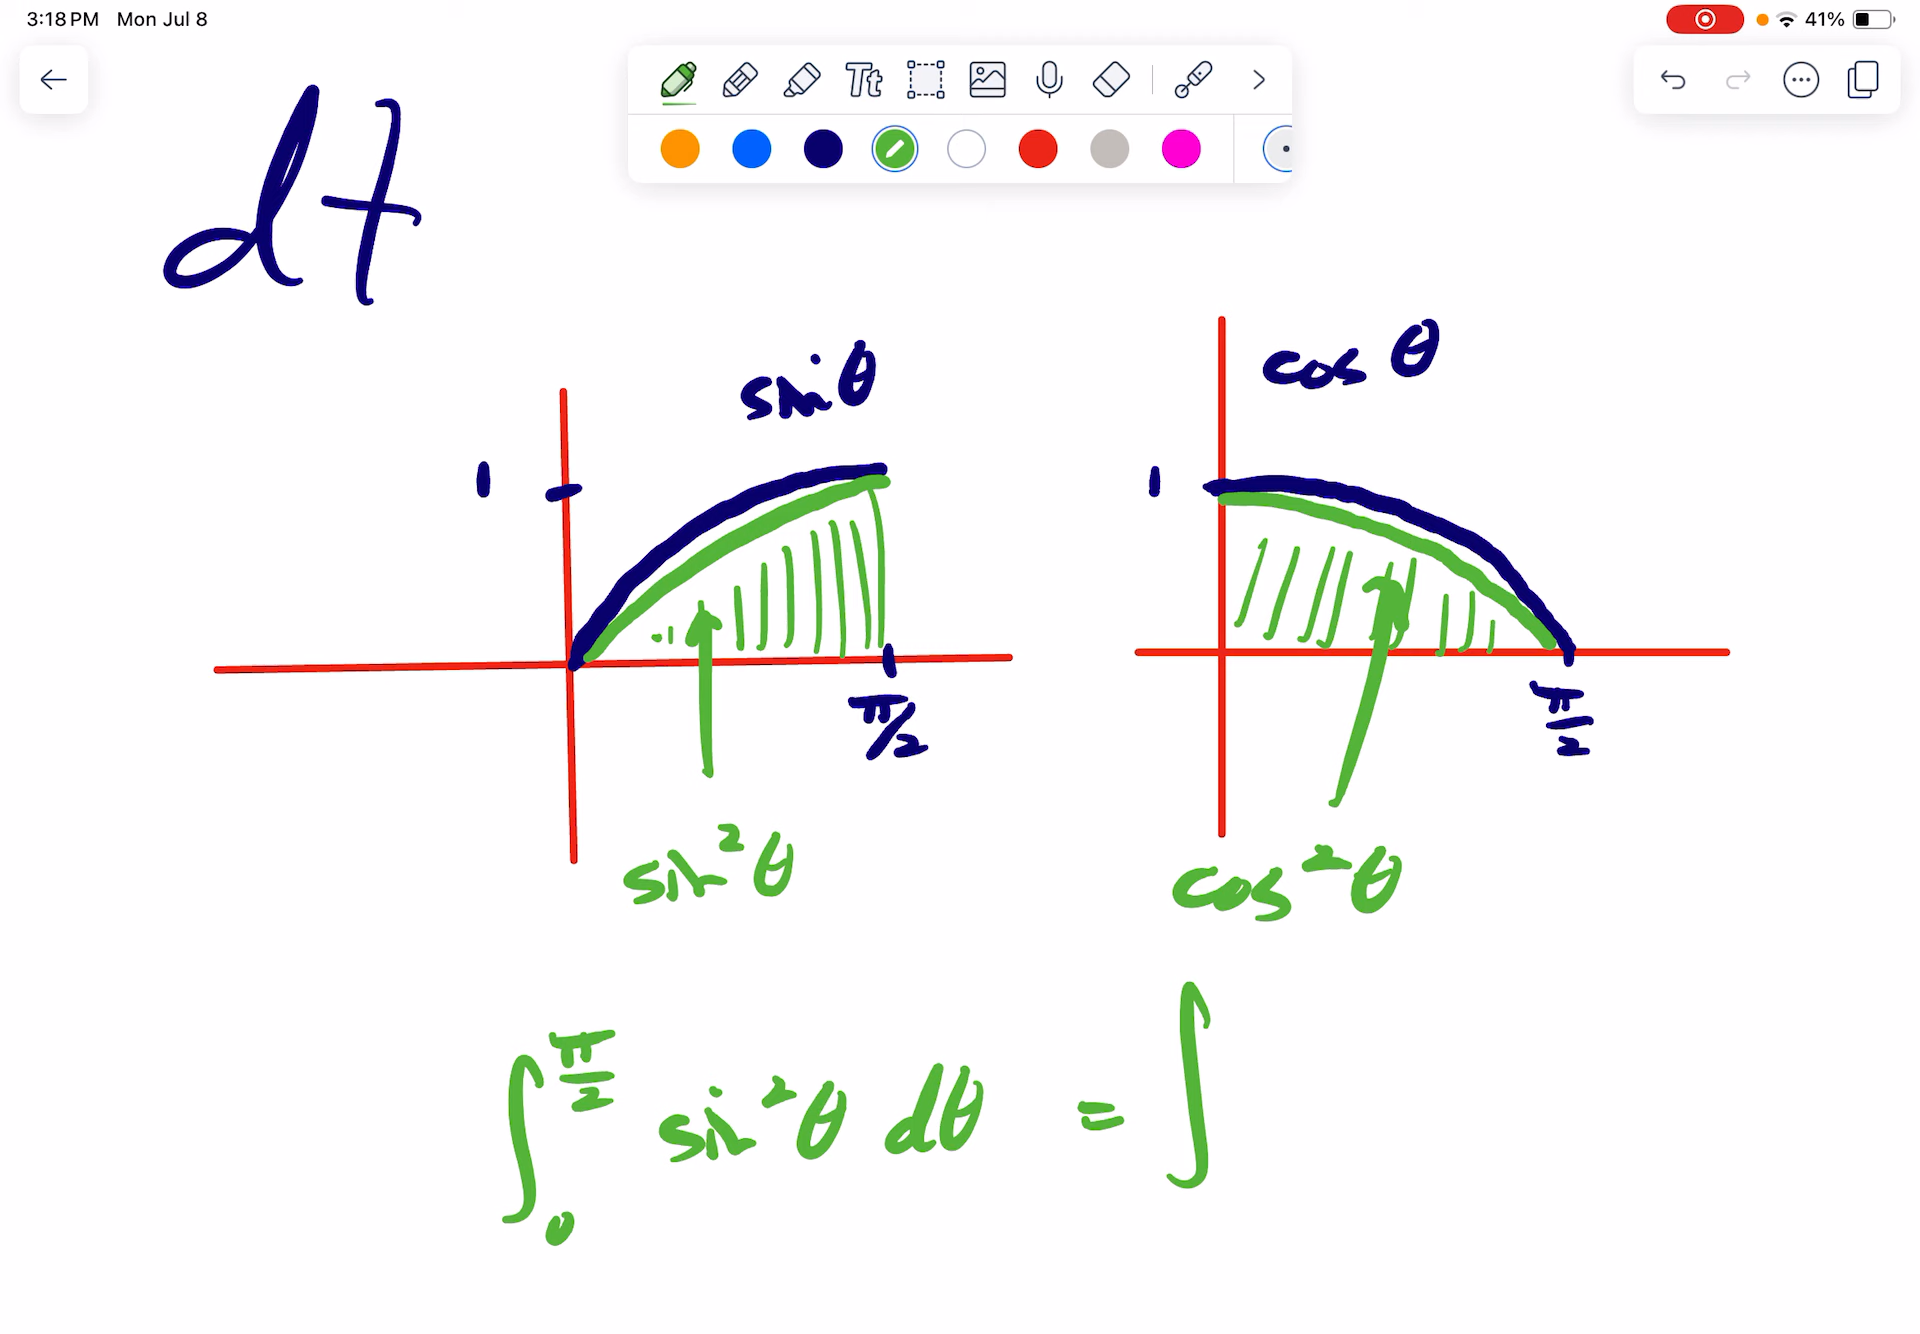 3:18 PM Mon Jul 8
41%
Tt
dt
sin θ
cos θ
1
1
π/2
π/2
sin²θ
cos²θ
∫₀^(π/2) sin²θ dθ = ∫